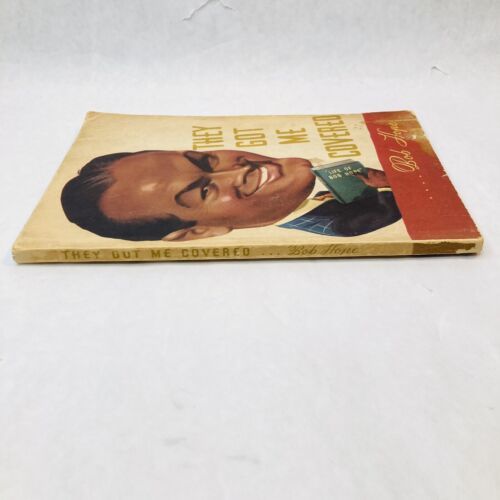 THEY
GOT
ME
COVERED
LIFE OF
BOB HOPE
..... Bob Hope
THEY GOT ME COVERED ... Bob Hope